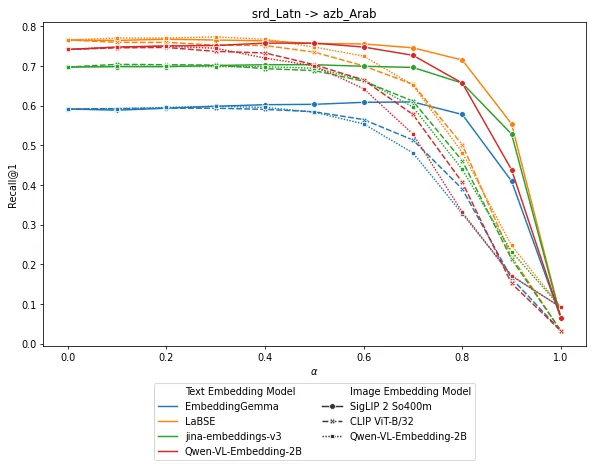 srd_Latn -> azb_Arab
Recall@1
0.8
0.7
0.6
0.5
0.4
0.3
0.2
0.1
0.0
0.0 0.2 0.4 0.6 0.8 1.0
α
Text Embedding Model
EmbeddingGemma
LaBSE
jina-embeddings-v3
Qwen-VL-Embedding-2B
Image Embedding Model
SigLIP 2 So400m
CLIP ViT-B/32
Qwen-VL-Embedding-2B